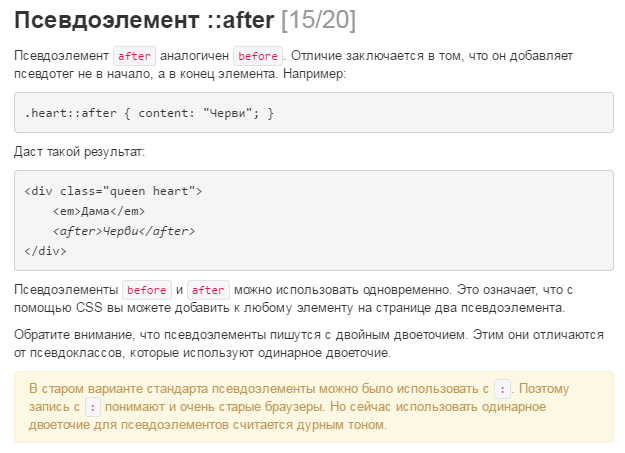 Псевдоэлемент ::after [15/20]
Псевдоэлемент after аналогичен before. Отличие заключается в том, что он добавляет
псевдотег не в начало, а в конец элемента. Например:
.heart::after { content: "Черви"; }
Даст такой результат:
<div class="queen heart">
    <em>Дама</em>
    <after>Черви</after>
</div>
Псевдоэлементы before и after можно использовать одновременно. Это означает, что с
помощью CSS вы можете добавить к любому элементу на странице два псевдоэлемента.
Обратите внимание, что псевдоэлементы пишутся с двойным двоеточием. Этим они отличаются
от псевдоклассов, которые используют одинарное двоеточие.
В старом варианте стандарта псевдоэлементы можно было использовать с :. Поэтому
запись с : понимают и очень старые браузеры. Но сейчас использовать одинарное
двоеточие для псевдоэлементов считается дурным тоном.